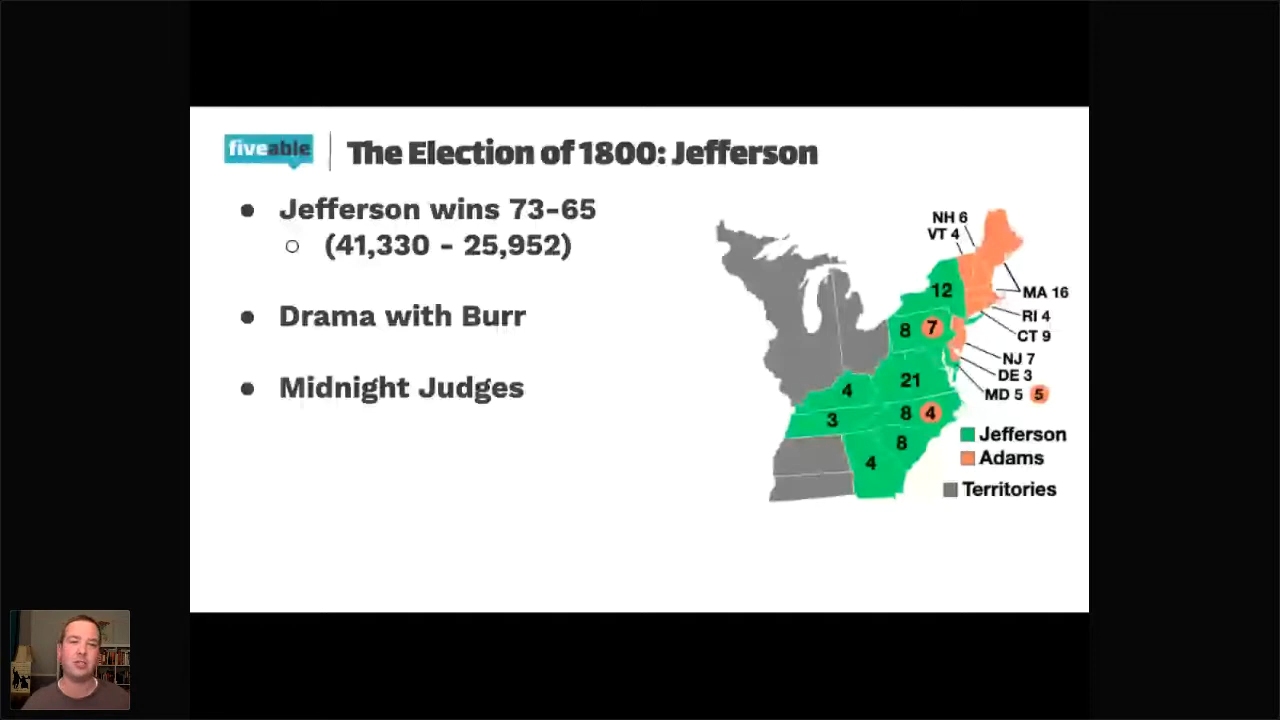 fiveable
The Election of 1800: Jefferson
● Jefferson wins 73-65
○ (41,330 - 25,952)
● Drama with Burr
● Midnight Judges
NH 6
VT 4
12
MA 16
RI 4
8 7
CT 9
NJ 7
DE 3
21
4
MD 5 5
8 4
3
8
4
Jefferson
Adams
Territories